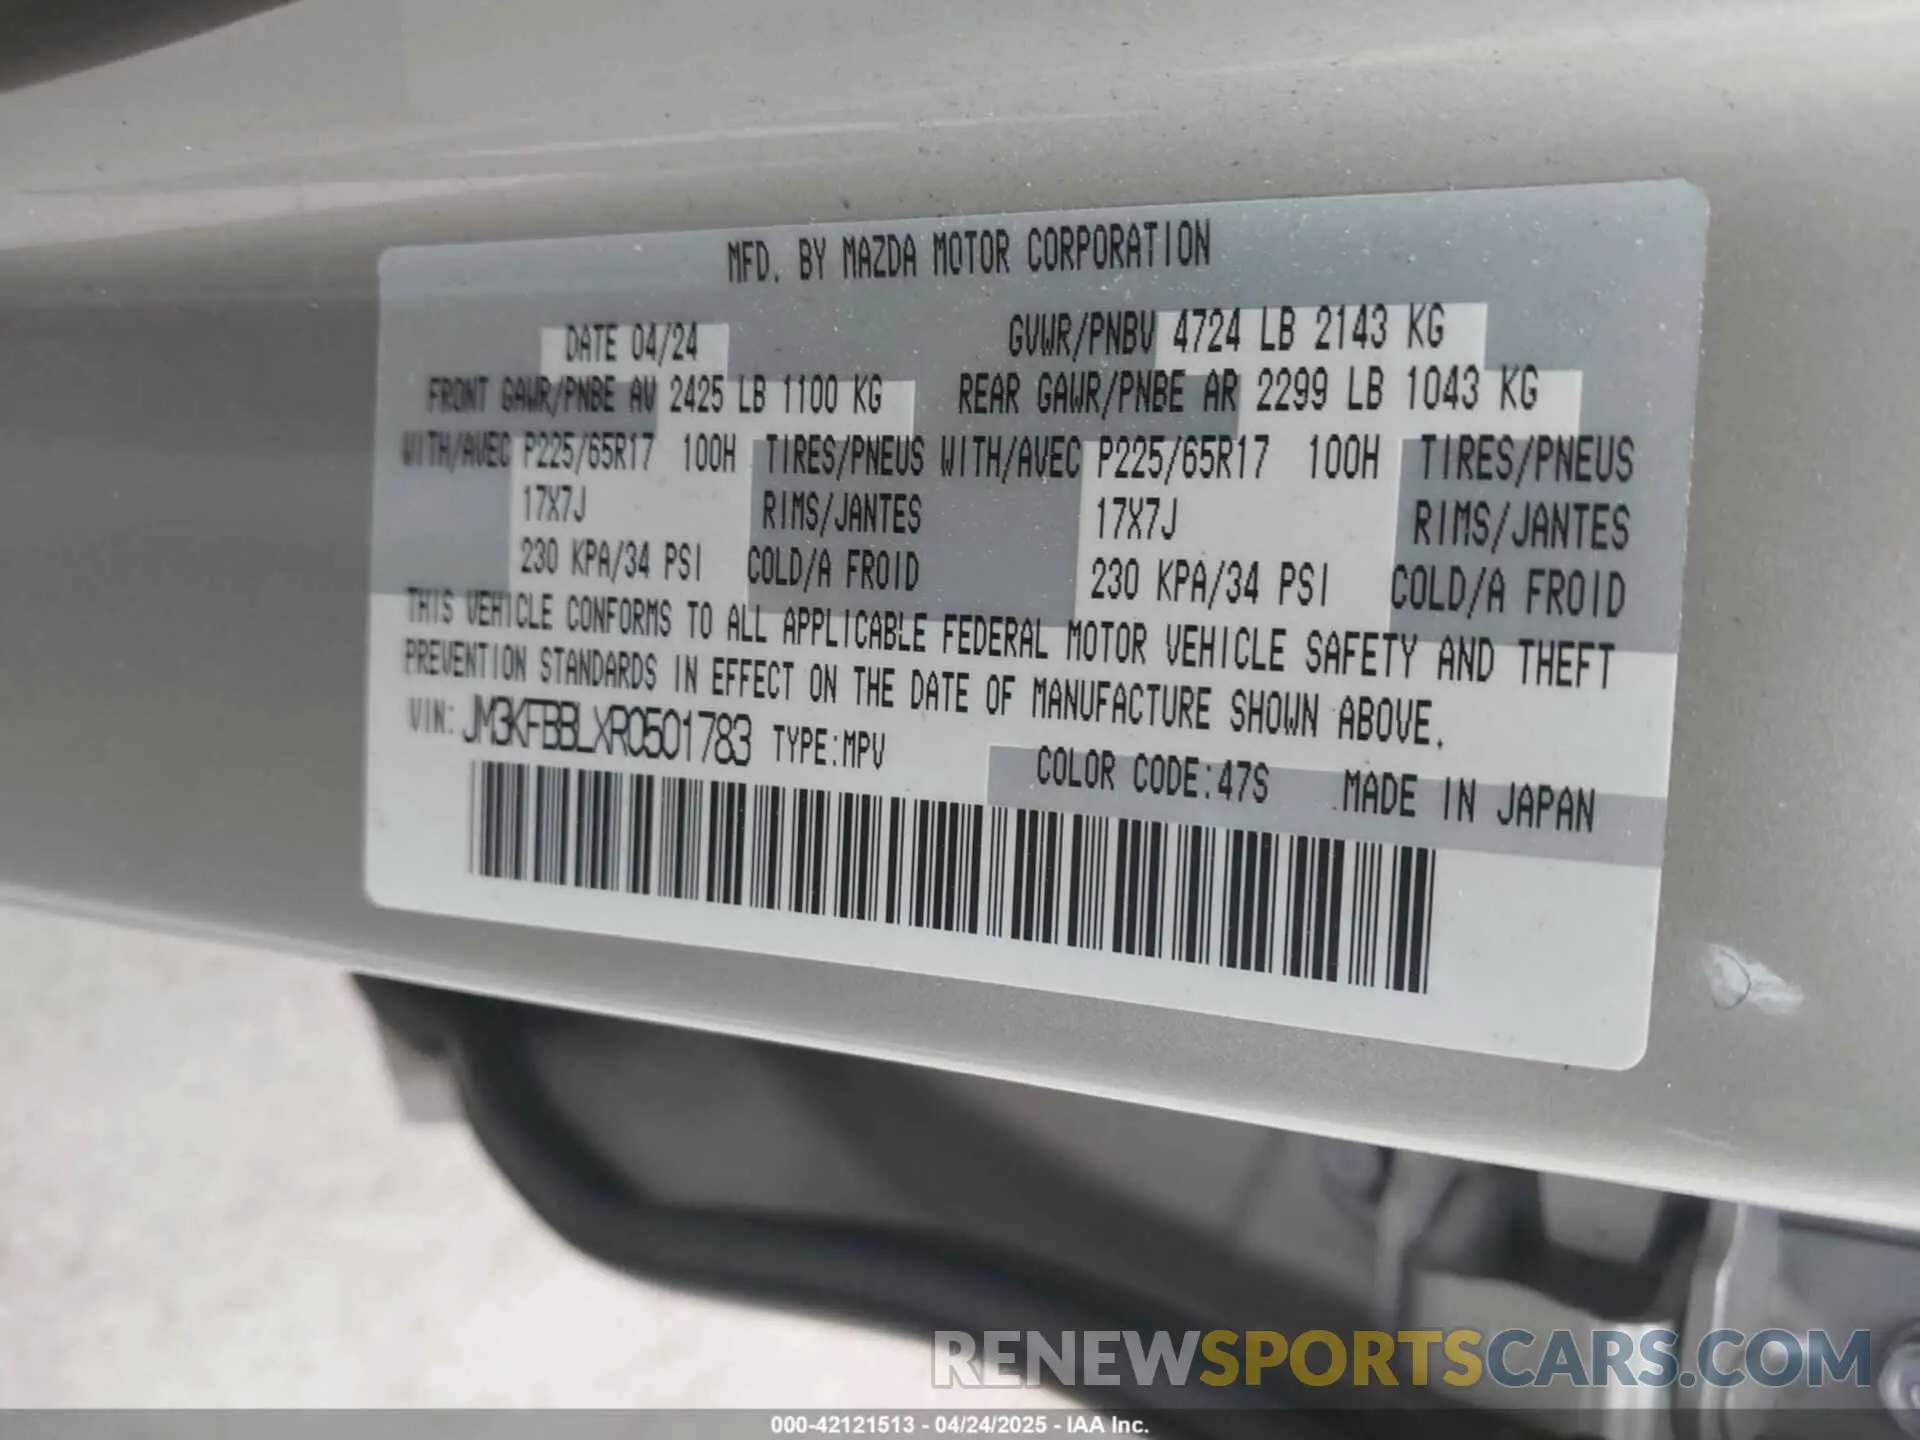 MFD. BY MAZDA MOTOR CORPORATION
DATE 04/24 GVWR/PNBV 4724 LB 2143 KG
FRONT GAWR/PNBE AV 2425 LB 1100 KG REAR GAWR/PNBE AR 2299 LB 1043 KG
WITH/AVEC P225/65R17 100H TIRES/PNEUS WITH/AVEC P225/65R17 100H TIRES/PNEUS
17X7J RIMS/JANTES 17X7J RIMS/JANTES
230 KPA/34 PSI COLD/A FROID 230 KPA/34 PSI COLD/A FROID
THIS VEHICLE CONFORMS TO ALL APPLICABLE FEDERAL MOTOR VEHICLE SAFETY AND THEFT
PREVENTION STANDARDS IN EFFECT ON THE DATE OF MANUFACTURE SHOWN ABOVE.
VIN: JM3KFBBLXR0501783 TYPE:MPV COLOR CODE:47S MADE IN JAPAN
RENEWSPORTSCARS.COM
000-42121513 - 04/24/2025 - IAA Inc.